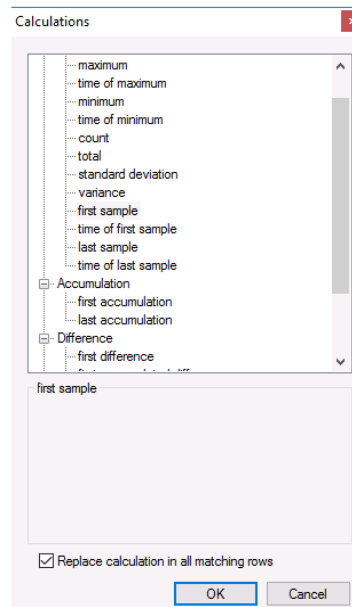 Calculations
maximum
time of maximum
minimum
time of minimum
count
total
standard deviation
variance
first sample
time of first sample
last sample
time of last sample
Accumulation
first accumulation
last accumulation
Difference
first difference
first sample
Replace calculation in all matching rows
OK
Cancel